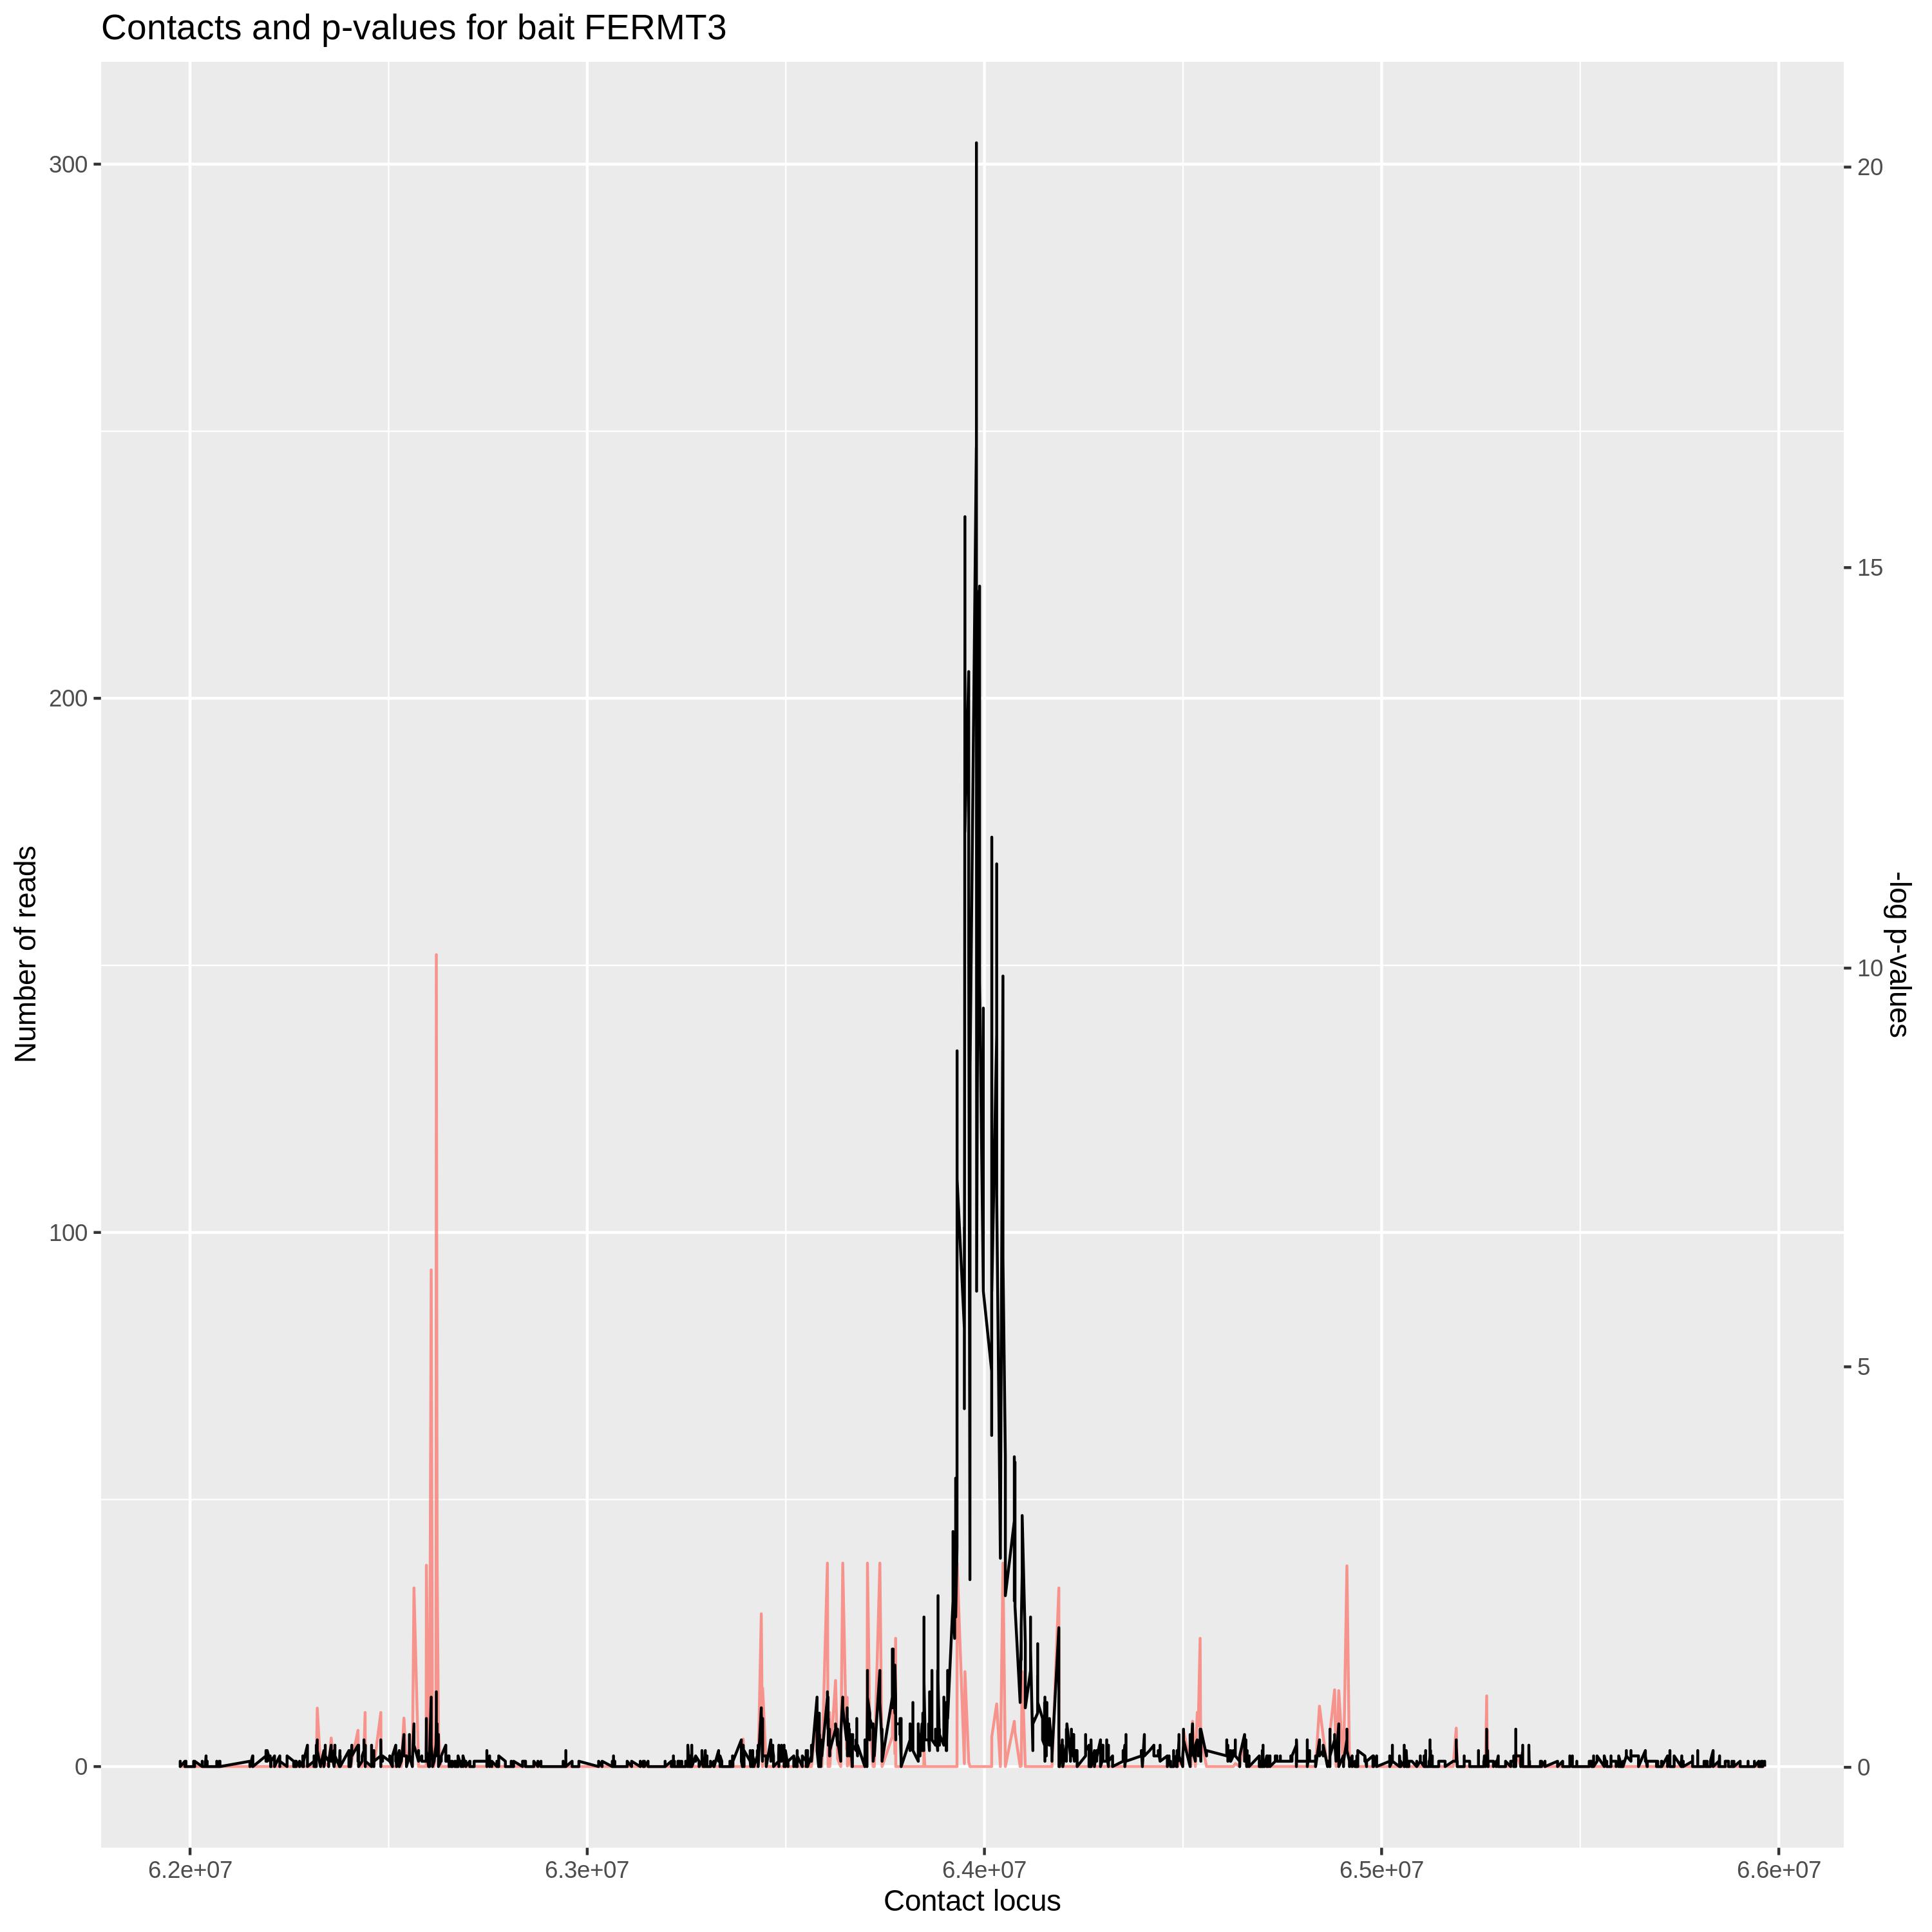 Contacts and p-values for bait FERMT3
300
200
100
0
Number of reads
20
15
10
5
0
-log p-values
6.2e+07 6.3e+07 6.4e+07 6.5e+07 6.6e+07
Contact locus